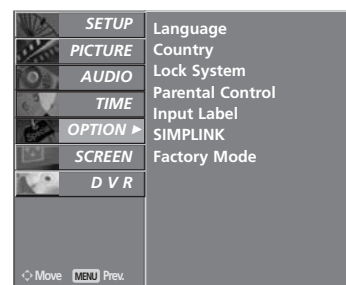 SETUP
PICTURE
AUDIO
TIME
OPTION
SCREEN
D V R
Language
Country
Lock System
Parental Control
Input Label
SIMPLINK
Factory Mode
Move MENU Prev.